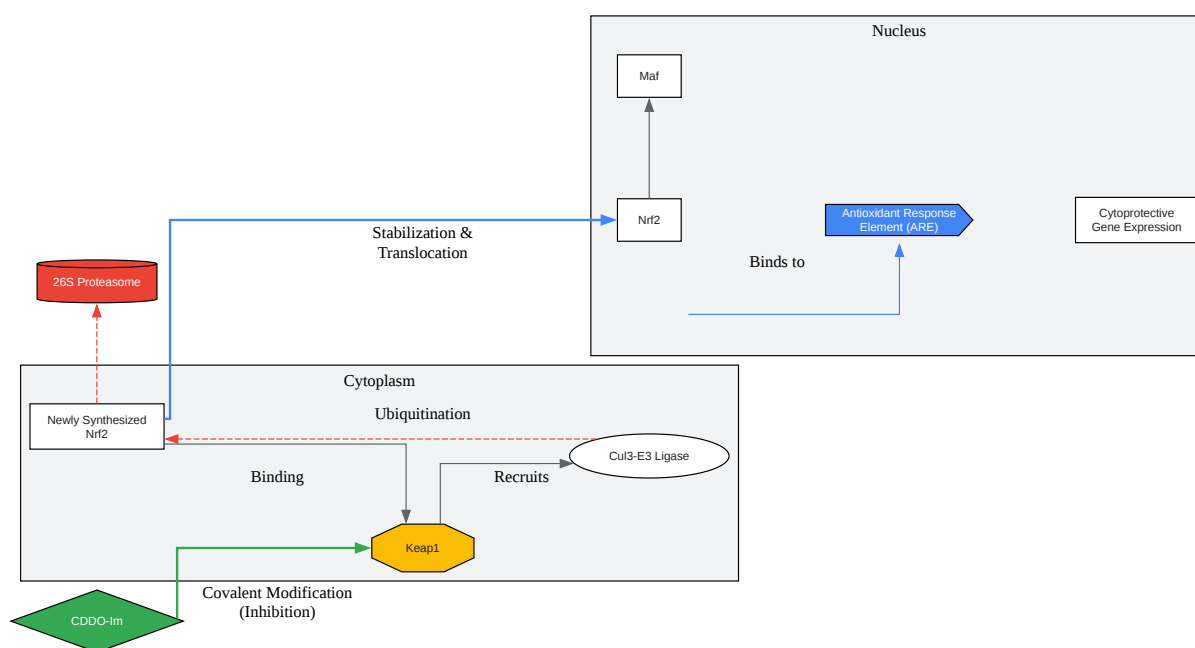 Nucleus
Maf
Nrf2
Antioxidant Response
Element (ARE)
Cytoprotective
Gene Expression
Stabilization &
Translocation
Binds to
26S Proteasome
Cytoplasm
Newly Synthesized
Nrf2
Ubiquitination
Cul3-E3 Ligase
Binding
Recruits
Keap1
Covalent Modification
(Inhibition)
CDDO-Im